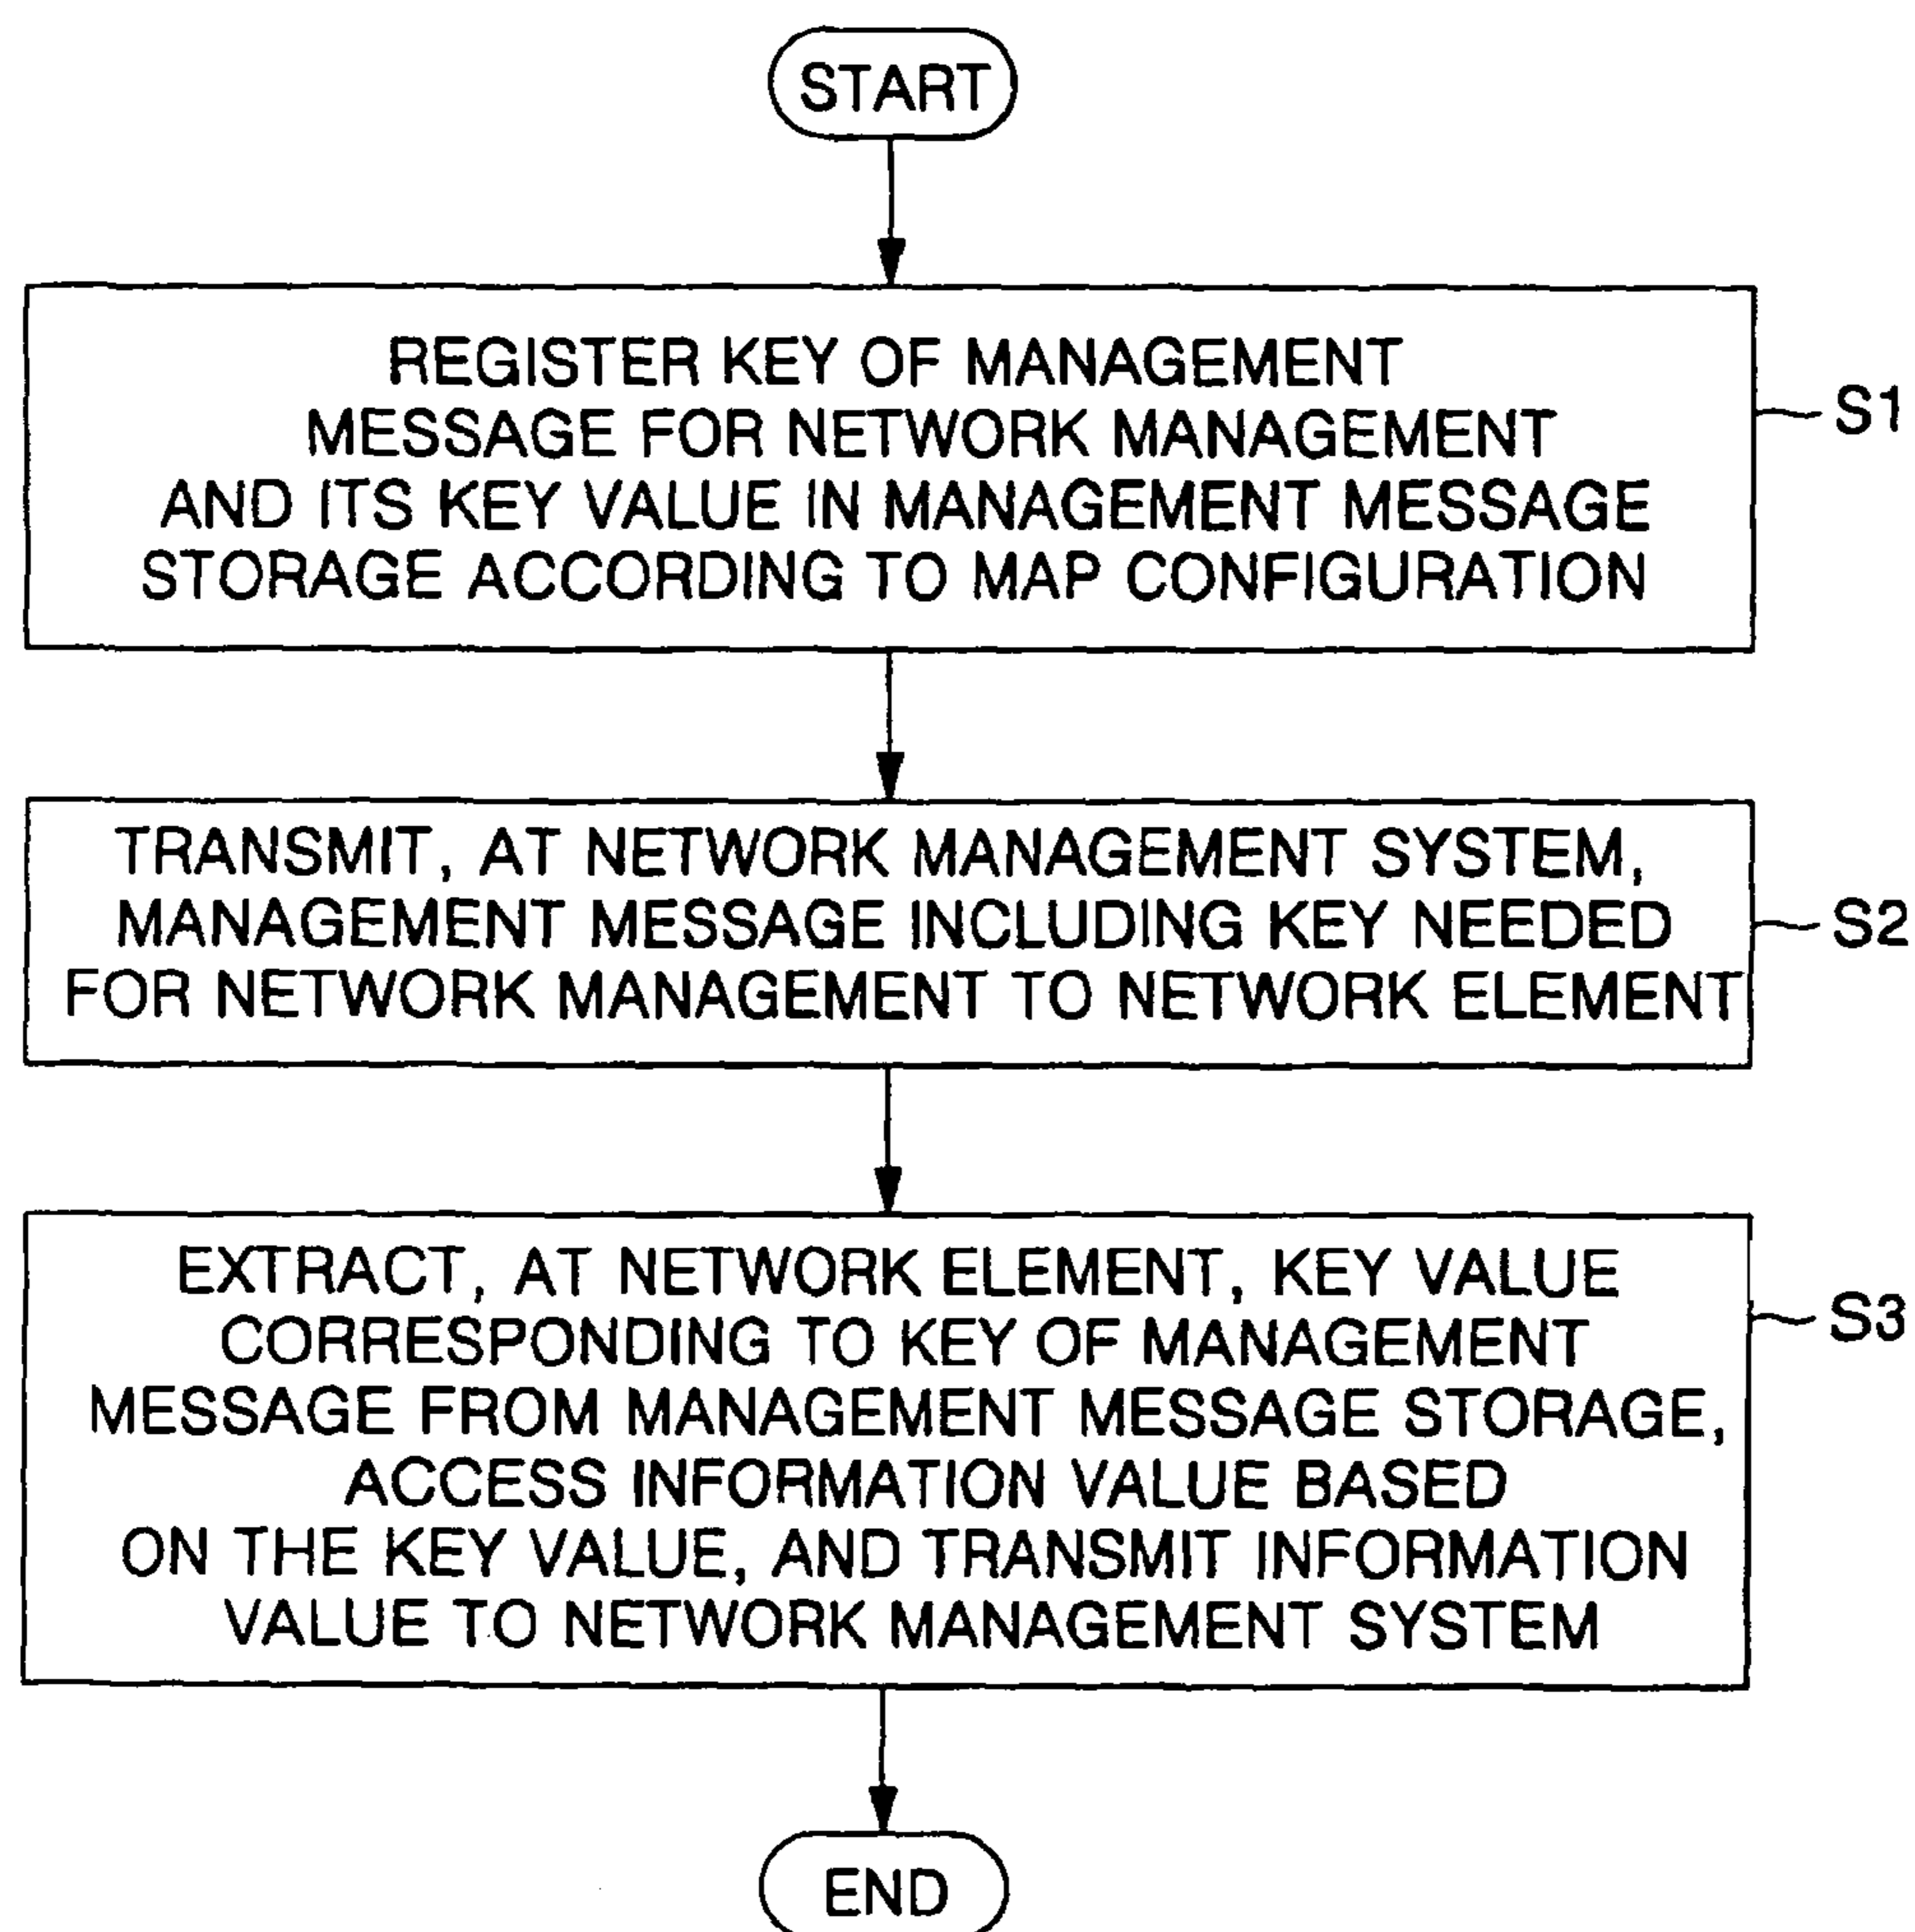 START
REGISTER KEY OF MANAGEMENT
MESSAGE FOR NETWORK MANAGEMENT
AND ITS KEY VALUE IN MANAGEMENT MESSAGE
STORAGE ACCORDING TO MAP CONFIGURATION
S1
TRANSMIT, AT NETWORK MANAGEMENT SYSTEM,
MANAGEMENT MESSAGE INCLUDING KEY NEEDED
FOR NETWORK MANAGEMENT TO NETWORK ELEMENT
S2
EXTRACT, AT NETWORK ELEMENT, KEY VALUE
CORRESPONDING TO KEY OF MANAGEMENT
MESSAGE FROM MANAGEMENT MESSAGE STORAGE,
ACCESS INFORMATION VALUE BASED
ON THE KEY VALUE, AND TRANSMIT INFORMATION
VALUE TO NETWORK MANAGEMENT SYSTEM
S3
END